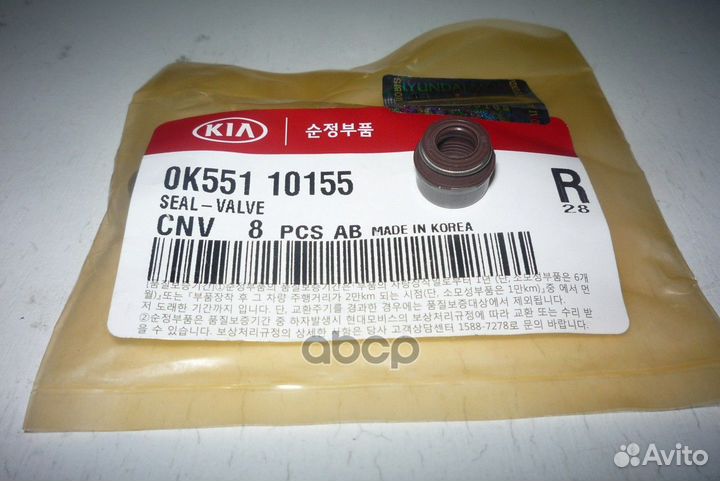 HYUNDAI
KIA 순정부품
0K551 10155
SEAL-VALVE
CNV 8 PCS AB MADE IN KOREA
R
28
(품질보증기간)①순정부품의 품질보증기간은 부품의 차량장착일로부터 1년 (단, 소모성부품은 6개
월)』또는 『부품장착 후 그 차량 주행거리가 2만km 되는 시점(단, 소모성부품은 1만km)』중 에서 먼
저 도래한 기간까지 입니다. 단, 교환주기를 경과한 경우에는 품질보증대상에서 제외됩니다.
②순정부품은 품질보증기간 중 하자발생시 현대모비스의 보상처리규정에 따라 교환 또는 수리 받
을 수 있습니다. 보상처리규정의 상세한 설명은 당사 고객상담센터 1588-7278로 문의 바랍니다.
abcp
Avito